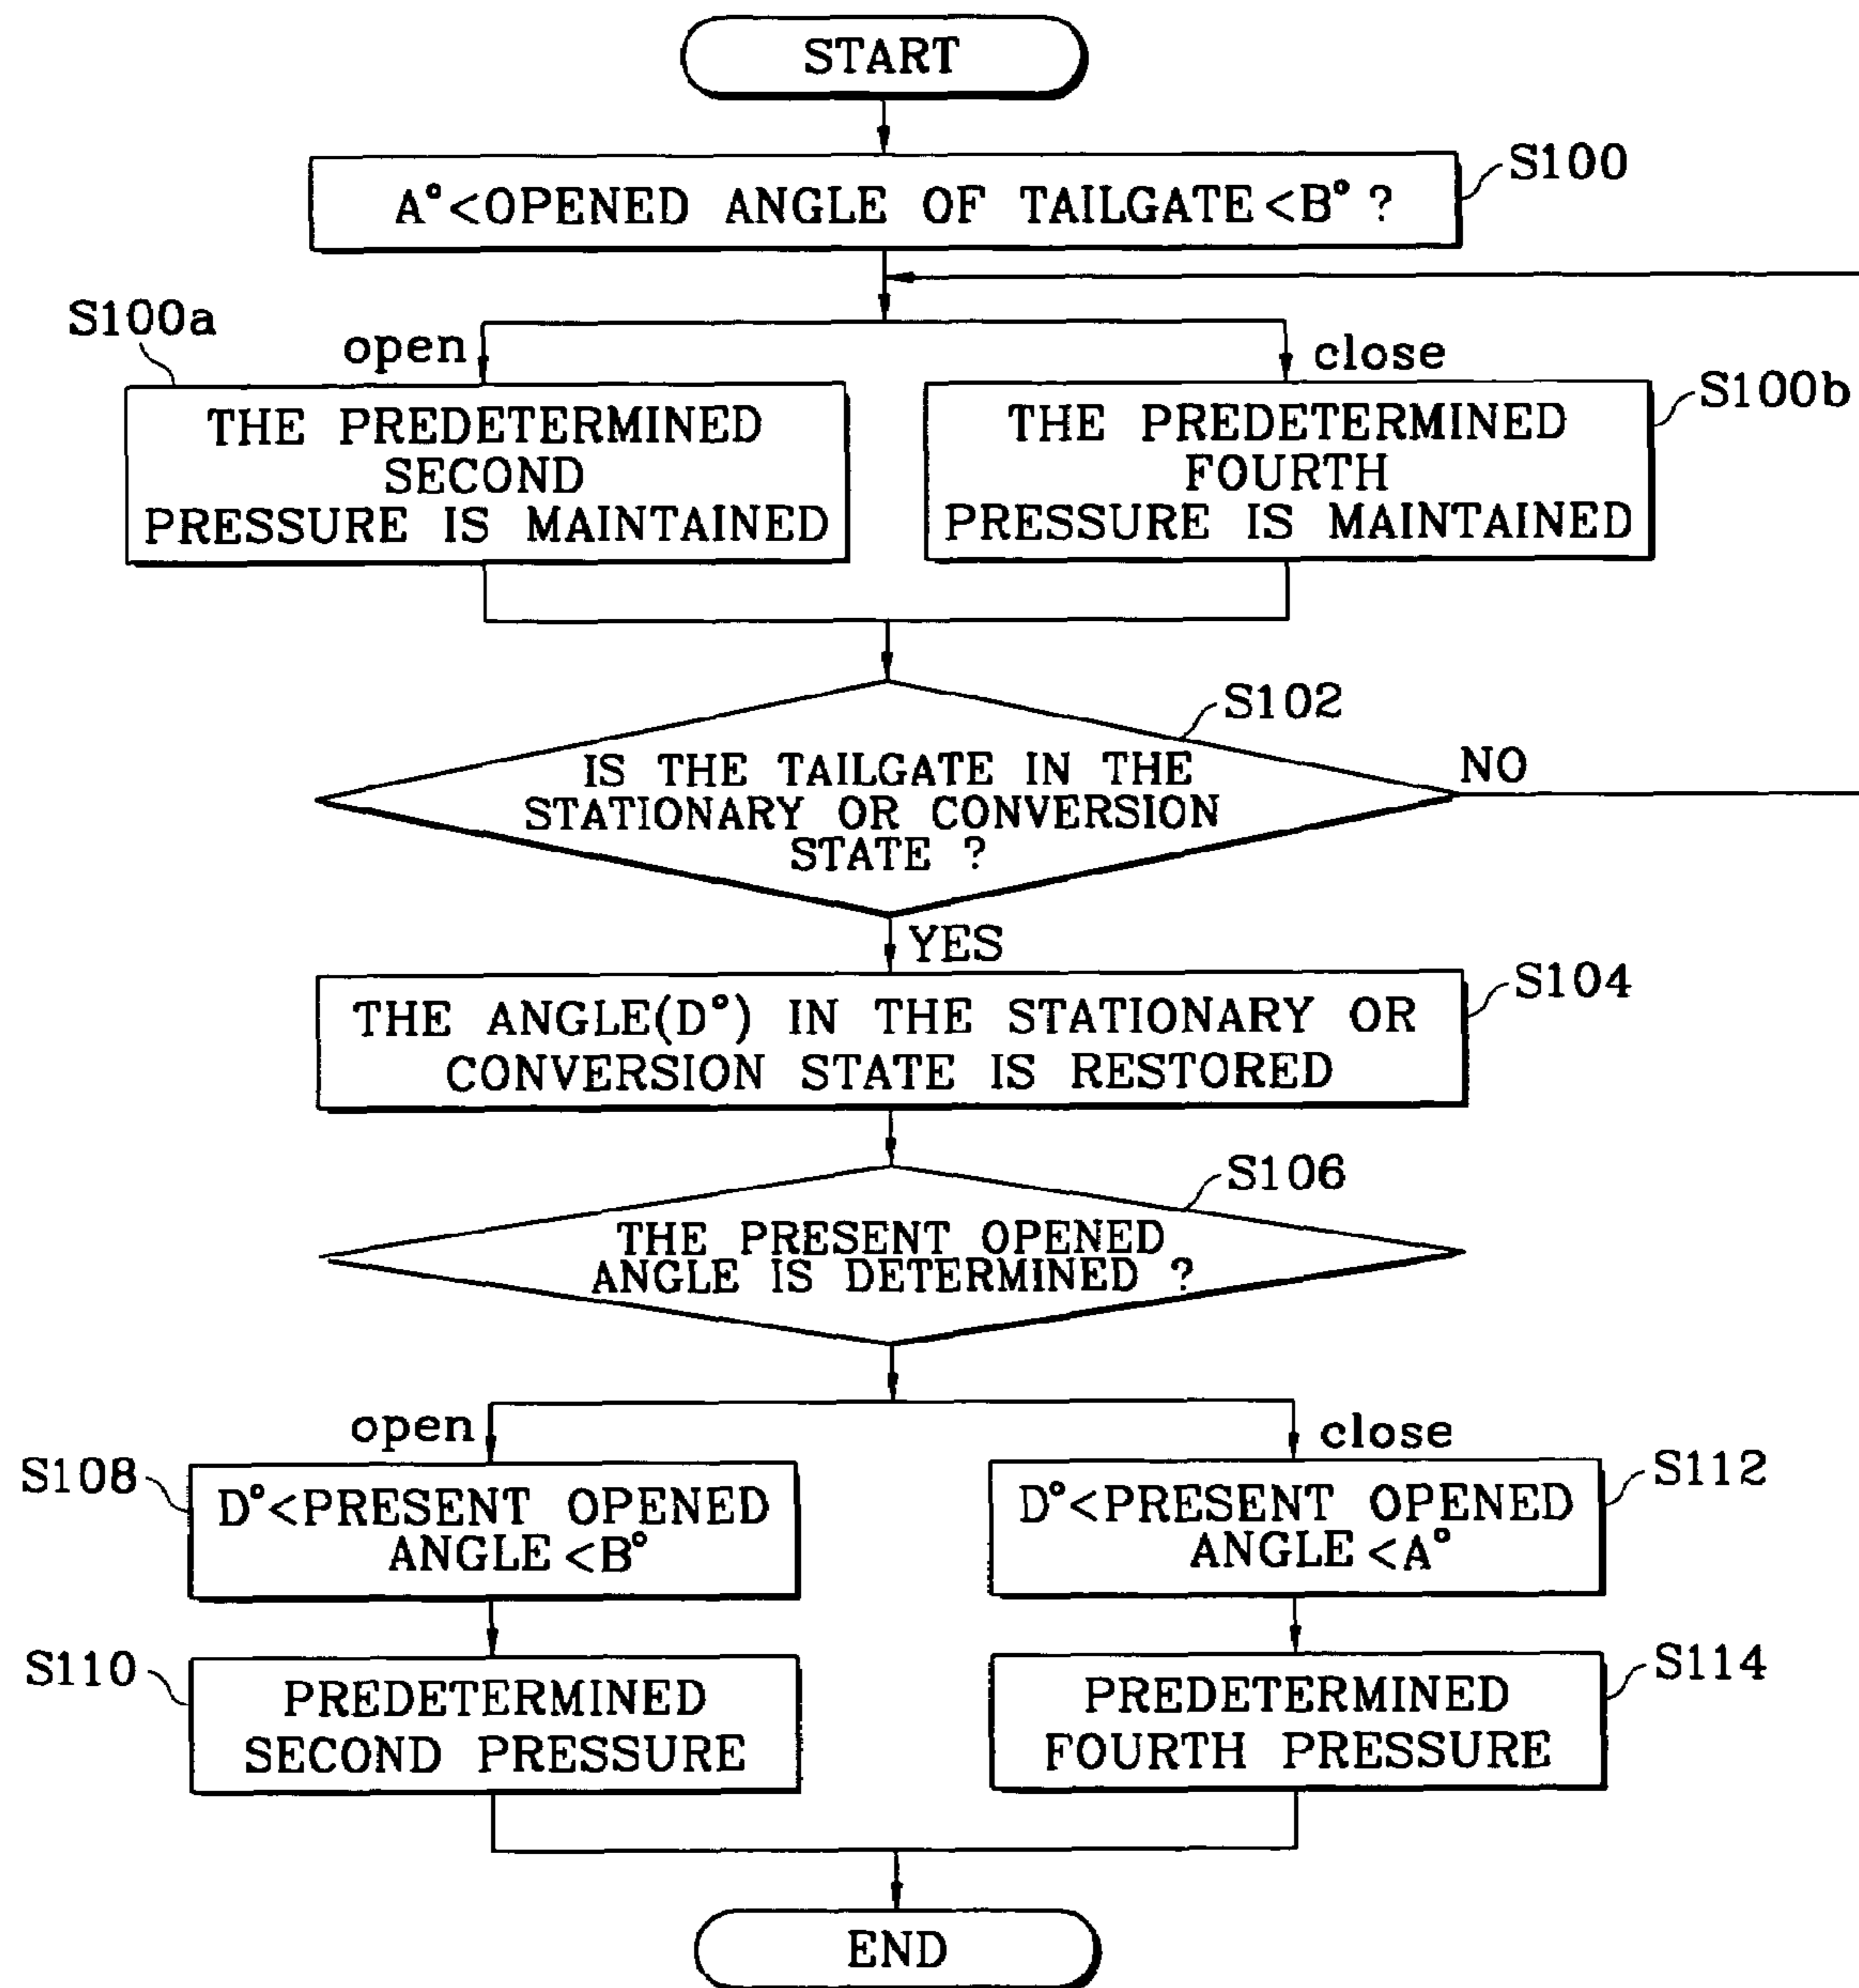 START
A°<OPENED ANGLE OF TAILGATE<B° ?
S100
S100a
open
close
S100b
THE PREDETERMINED
SECOND
PRESSURE IS MAINTAINED
THE PREDETERMINED
FOURTH
PRESSURE IS MAINTAINED
S102
IS THE TAILGATE IN THE
STATIONARY OR CONVERSION
STATE ?
NO
YES
S104
THE ANGLE(D°) IN THE STATIONARY OR
CONVERSION STATE IS RESTORED
S106
THE PRESENT OPENED
ANGLE IS DETERMINED ?
open
close
S108
D°<PRESENT OPENED
ANGLE<B°
S112
D°<PRESENT OPENED
ANGLE<A°
S110
PREDETERMINED
SECOND PRESSURE
S114
PREDETERMINED
FOURTH PRESSURE
END